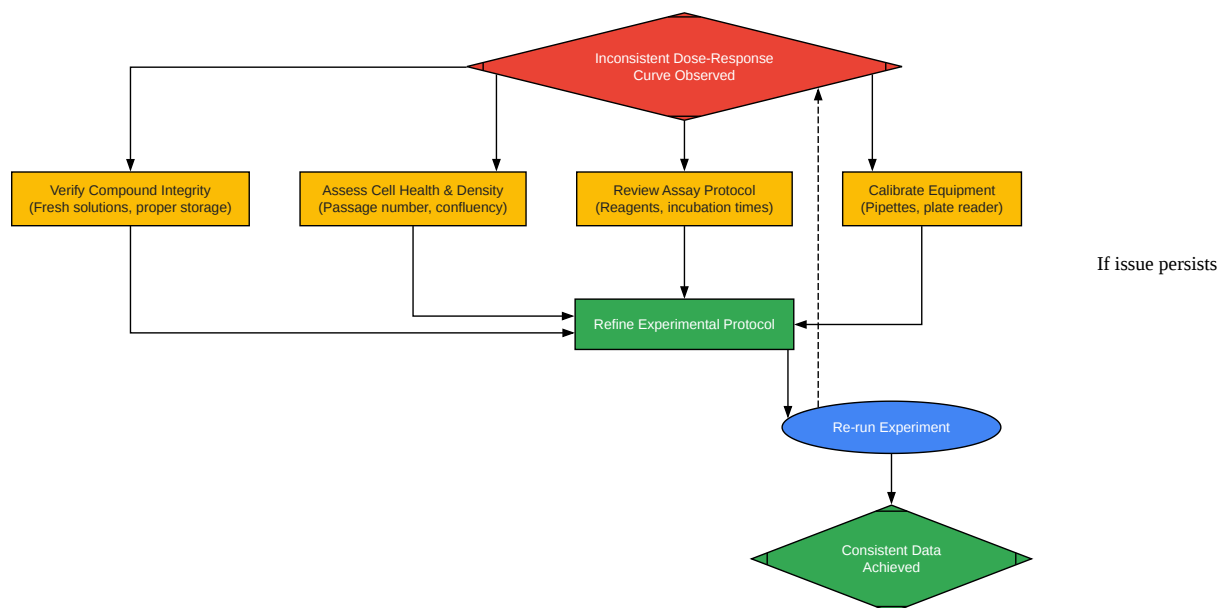 Inconsistent Dose-Response
Curve Observed
Verify Compound Integrity
(Fresh solutions, proper storage)
Assess Cell Health & Density
(Passage number, confluency)
Review Assay Protocol
(Reagents, incubation times)
Calibrate Equipment
(Pipettes, plate reader)
If issue persists
Refine Experimental Protocol
Re-run Experiment
Consistent Data
Achieved